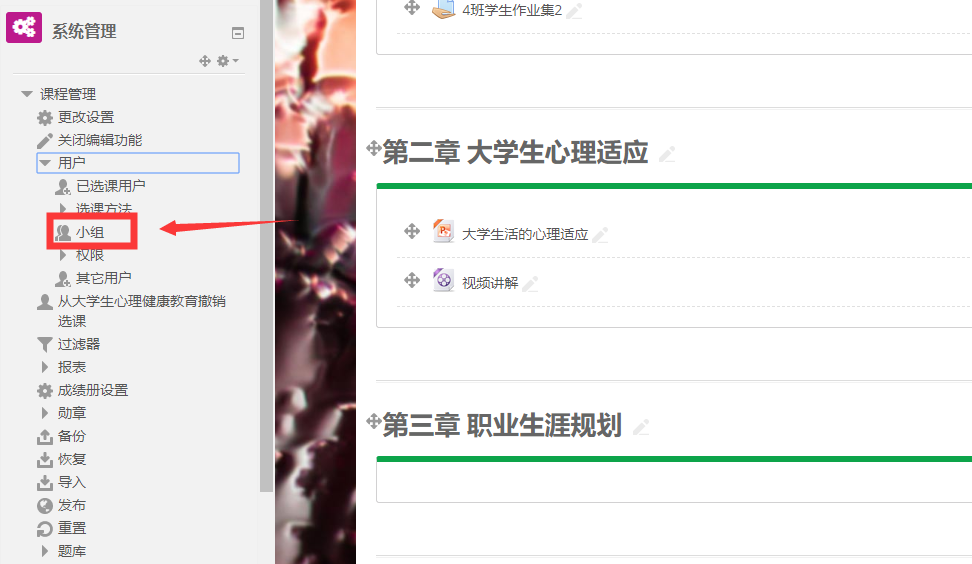 系统管理
课程管理
更改设置
关闭编辑功能
用户
已选课用户
选课方法
小组
权限
其它用户
从大学生心理健康教育撤销
选课
过滤器
报表
成绩册设置
勋章
备份
恢复
导入
发布
重置
题库
4班学生作业集2
第二章 大学生心理适应
大学生活的心理适应
视频讲解
第三章 职业生涯规划